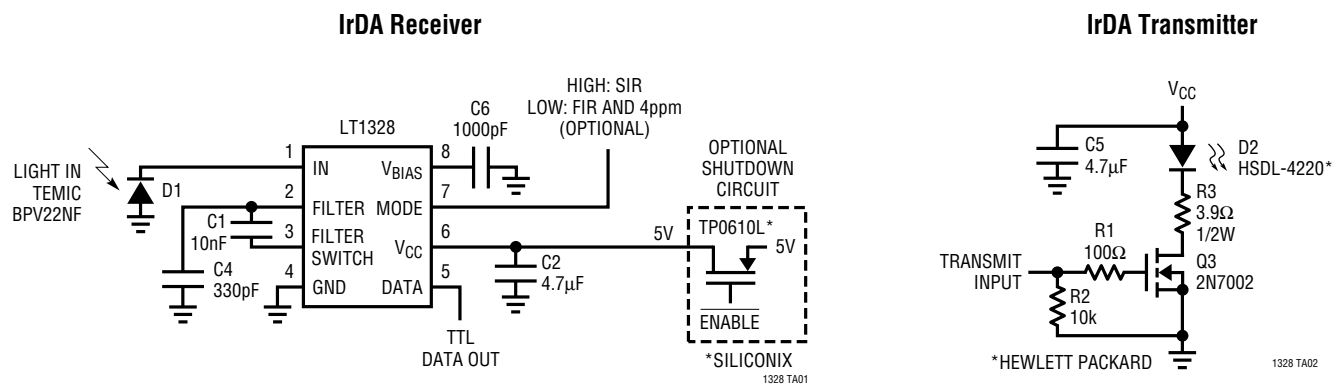 IrDA Receiver
HIGH: SIR
LOW: FIR AND 4ppm
(OPTIONAL)
C6
1000pF
LT1328
LIGHT IN
TEMIC
BPV22NF
D1
1
IN
2
FILTER
3
FILTER
SWITCH
4
GND
VBIAS
8
MODE
7
VCC
6
DATA
5
C1
10nF
C4
330pF
TTL
DATA OUT
C2
4.7µF
5V
OPTIONAL
SHUTDOWN
CIRCUIT
TP0610L*
5V
ENABLE
*SILICONIX
1328 TA01
IrDA Transmitter
VCC
C5
4.7µF
D2
HSDL-4220*
R3
3.9Ω
1/2W
R1
100Ω
TRANSMIT
INPUT
Q3
2N7002
R2
10k
*HEWLETT PACKARD
1328 TA02